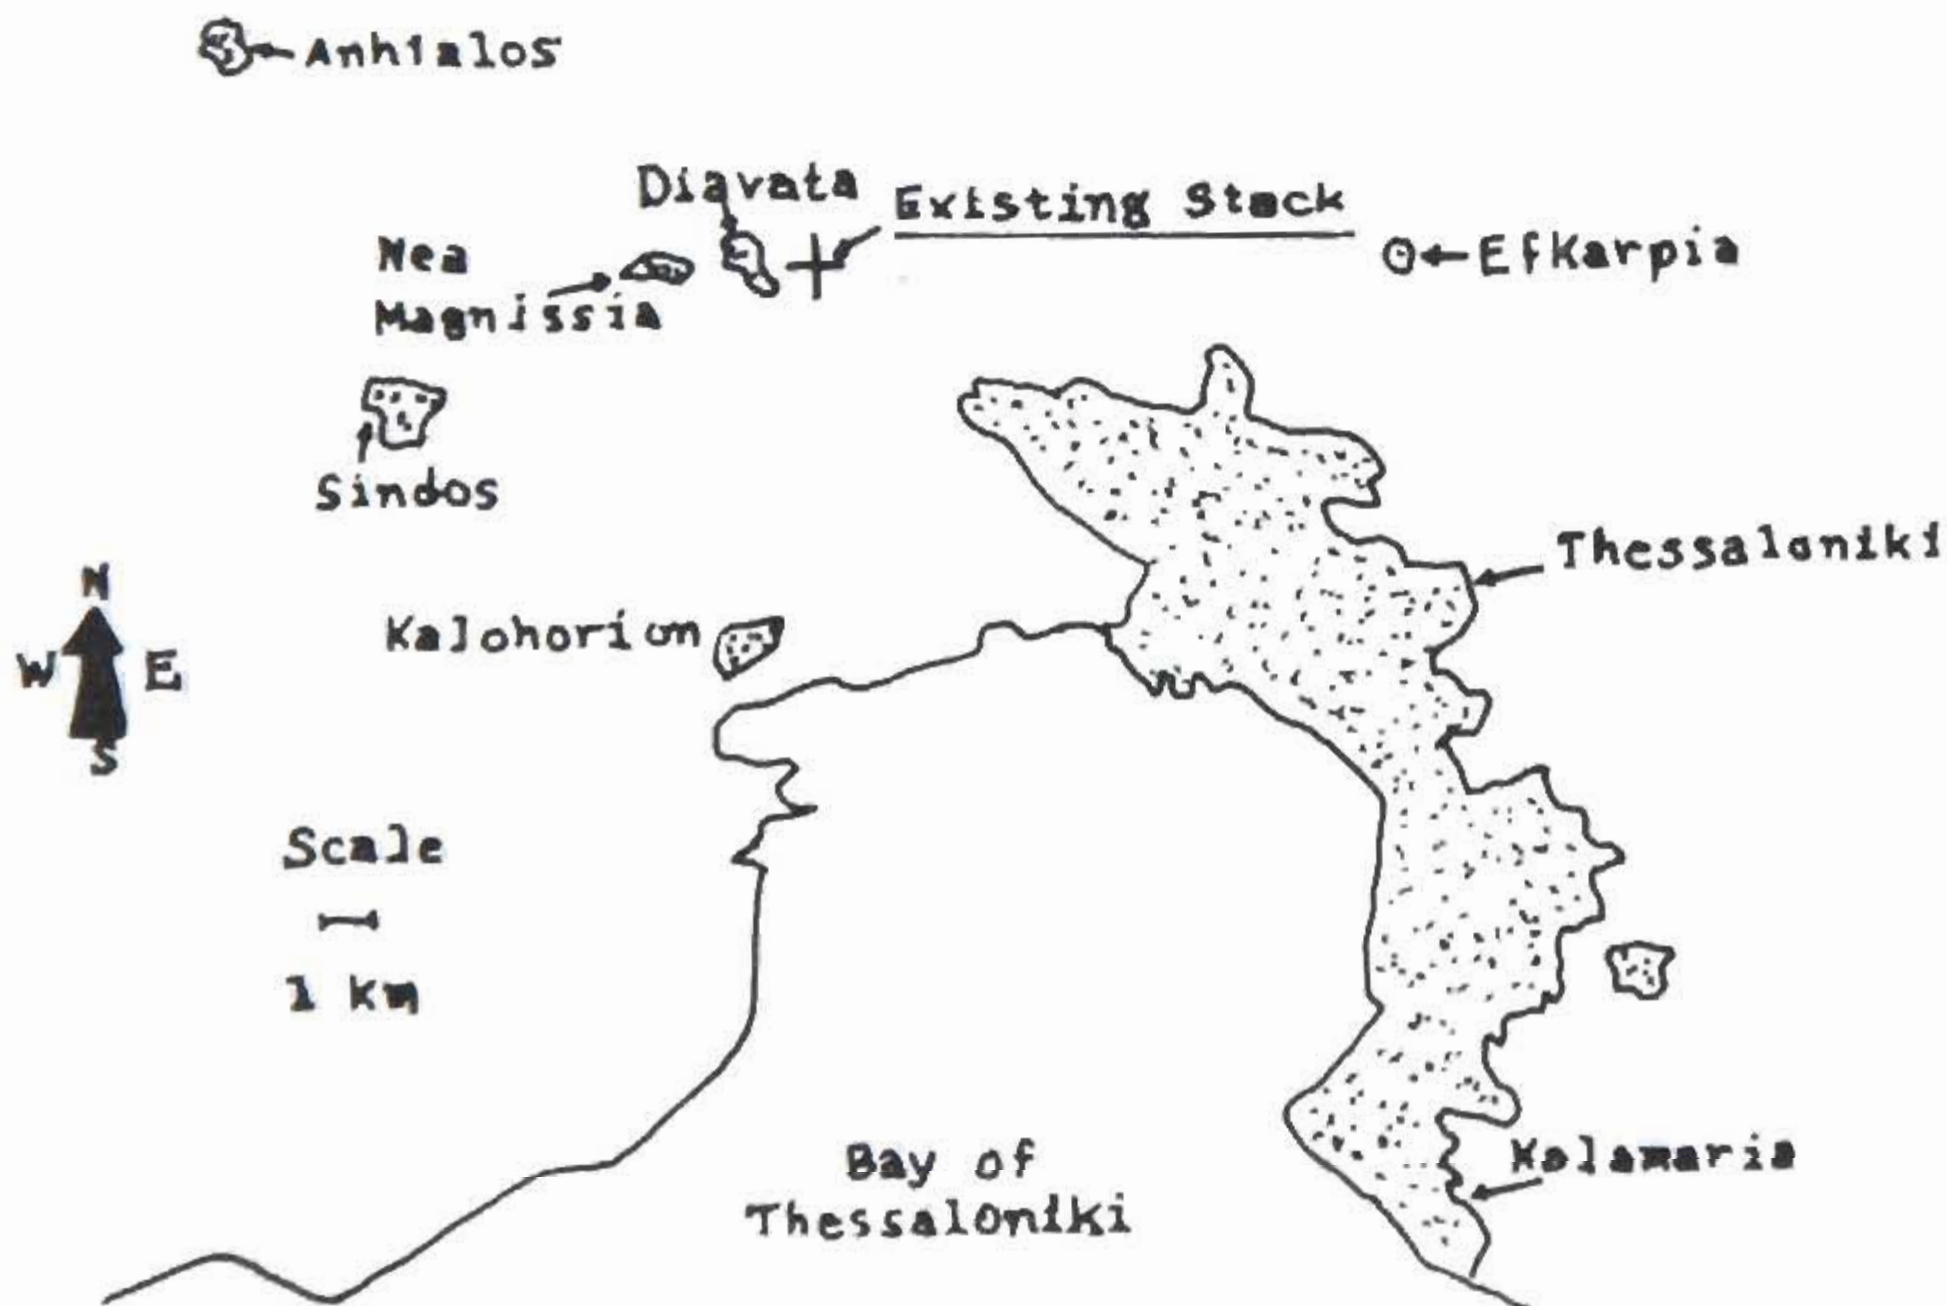 Anhialos
Diavata
Existing Stack
Nea
Magnissia
Efkarpia
Sindos
Thessaloniki
N
W E
S
Kalohorion
Scale
1 km
Bay of
Thessaloniki
Kalamaria